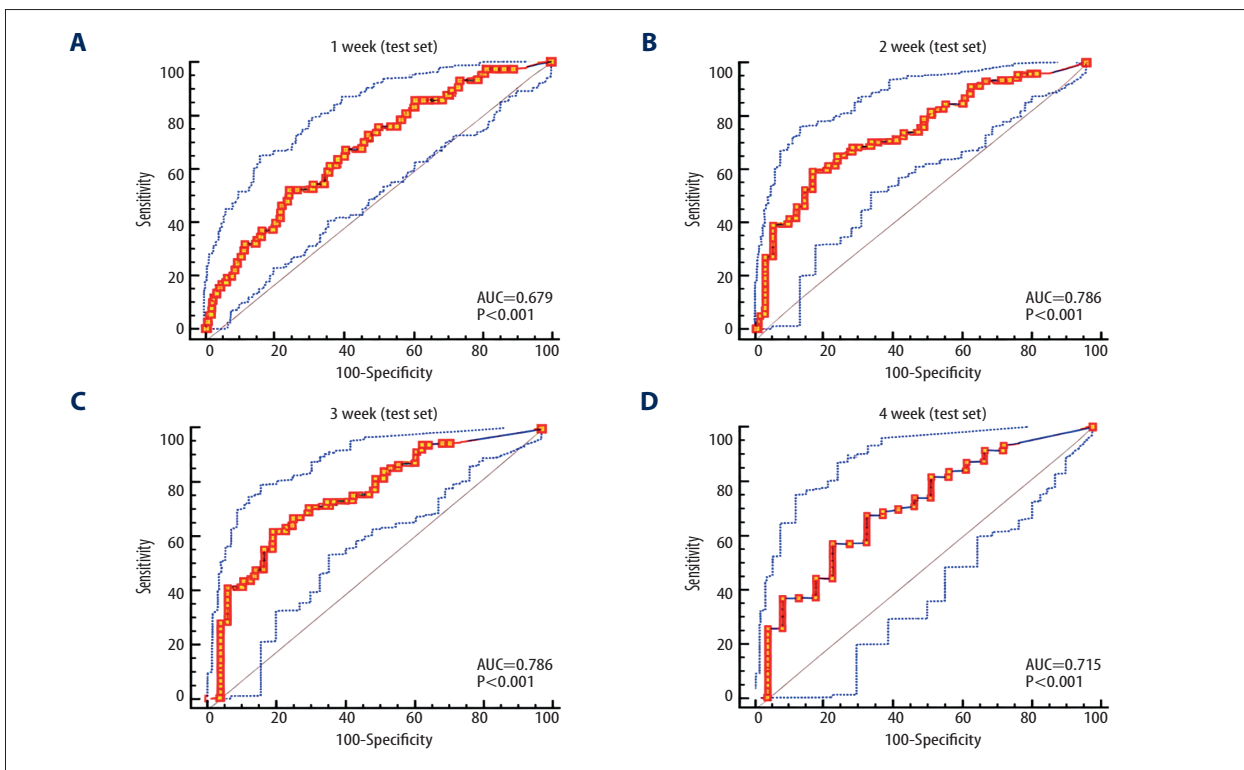 A
1 week (test set)
100
80
60
40
20
0
Sensitivity
AUC=0.679
P<0.001
0 20 40 60 80 100
100-Specificity
B
2 week (test set)
100
80
60
40
20
0
Sensitivity
AUC=0.786
P<0.001
0 20 40 60 80 100
100-Specificity
C
3 week (test set)
100
80
60
40
20
0
Sensitivity
AUC=0.786
P<0.001
0 20 40 60 80 100
100-Specificity
D
4 week (test set)
100
80
60
40
20
0
Sensitivity
AUC=0.715
P<0.001
0 20 40 60 80 100
100-Specificity